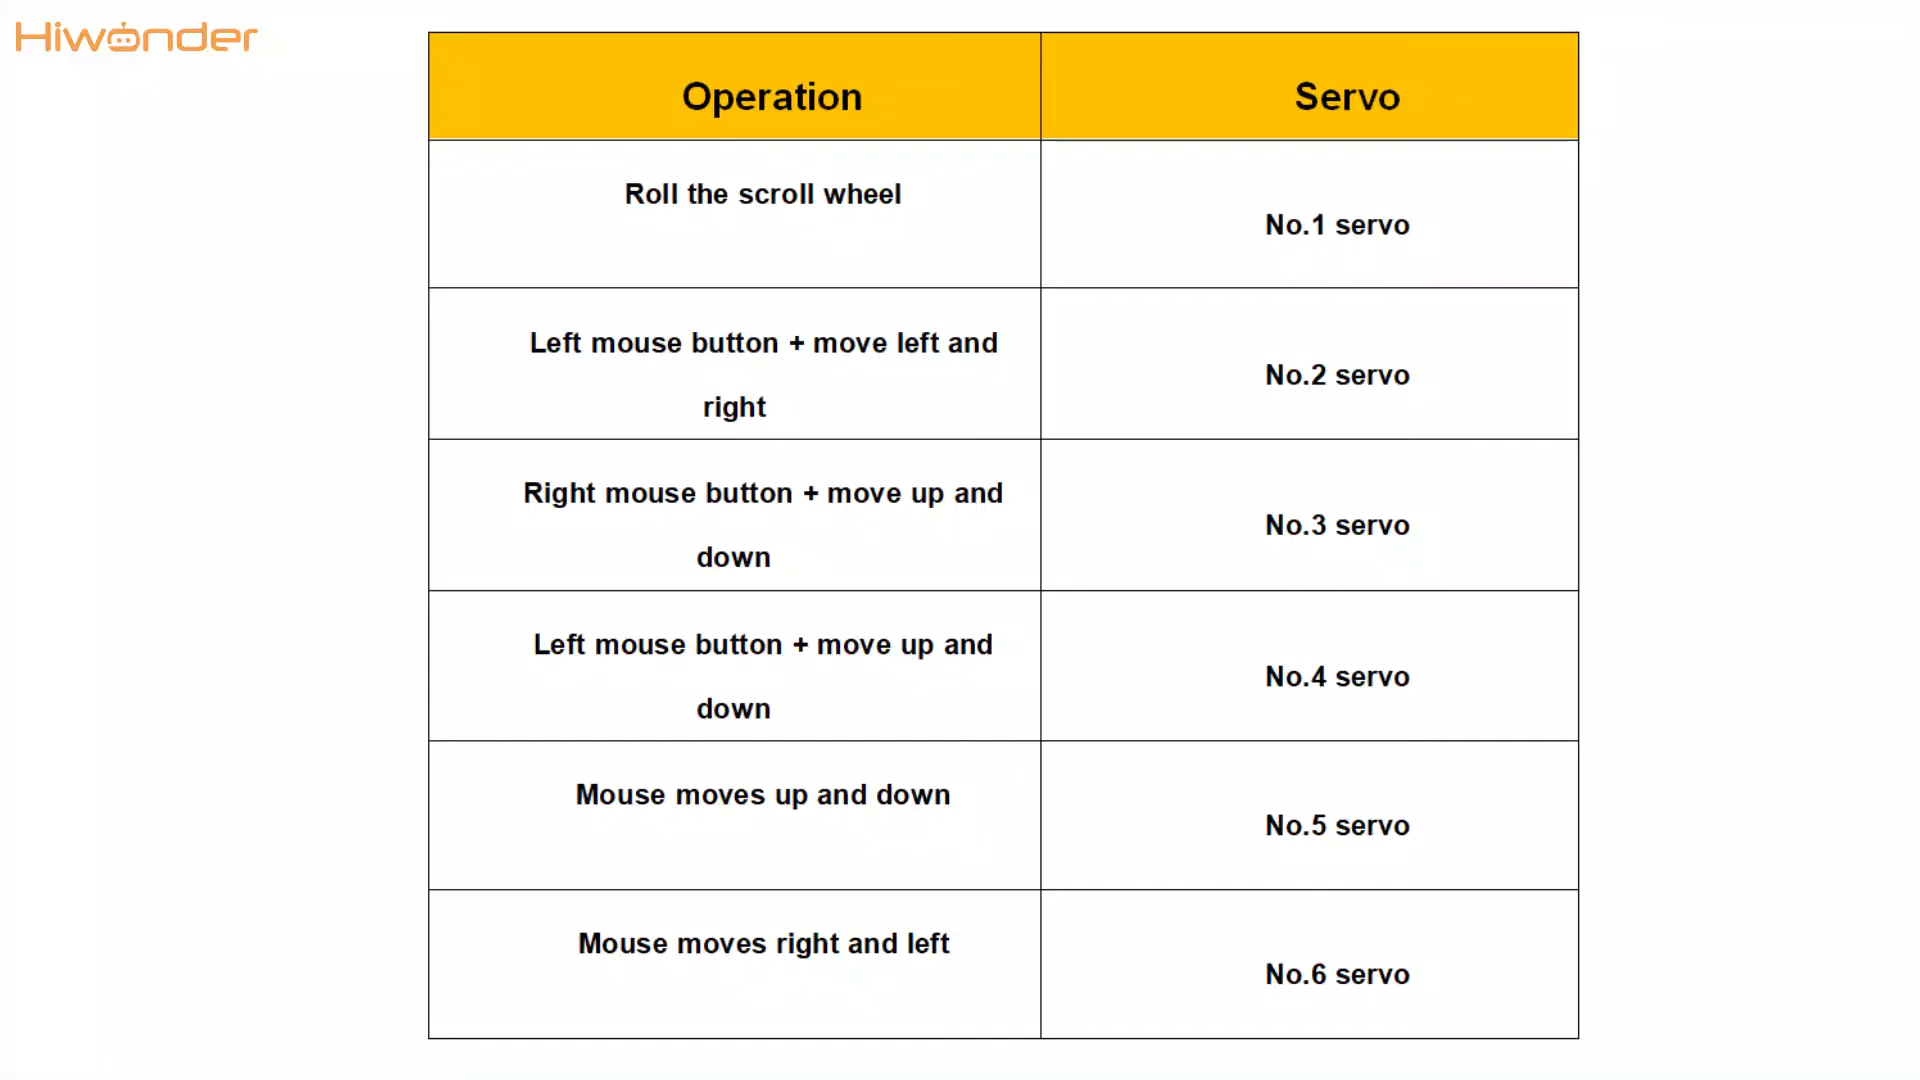 Hiwonder
Operation
Servo
Roll the scroll wheel
No.1 servo
Left mouse button + move left and
right
No.2 servo
Right mouse button + move up and
down
No.3 servo
Left mouse button + move up and
down
No.4 servo
Mouse moves up and down
No.5 servo
Mouse moves right and left
No.6 servo